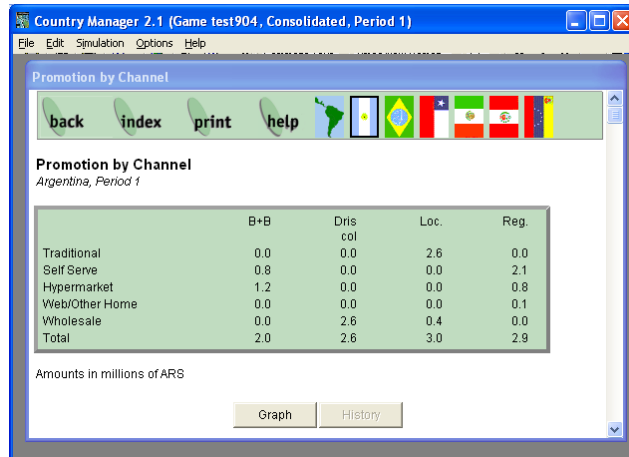 Country Manager 2.1 (Game test904, Consolidated, Period 1)
File Edit Simulation Options Help
Promotion by Channel
back index print help
Promotion by Channel
Argentina, Period 1
B+B Dris col Loc. Reg.
Traditional 0.0 0.0 2.6 0.0
Self Serve 0.8 0.0 0.0 2.1
Hypermarket 1.2 0.0 0.0 0.8
Web/Other Home 0.0 0.0 0.0 0.1
Wholesale 0.0 2.6 0.4 0.0
Total 2.0 2.6 3.0 2.9
Amounts in millions of ARS
Graph History